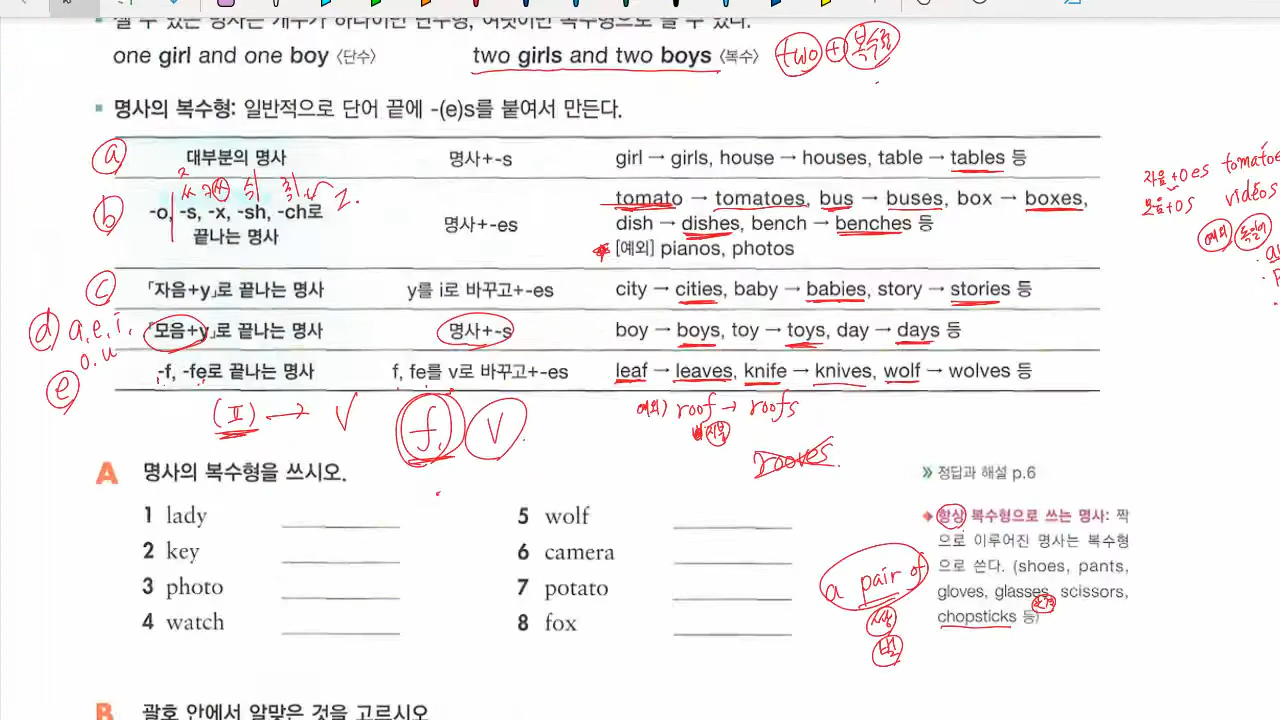 셀 수 있는 명사는 개수가 하나이면 단수형, 여럿이면 복수형으로 쓸 수 있다.
one girl and one boy 〈단수〉 two girls and two boys 〈복수〉 two + 복수형
명사의 복수형: 일반적으로 단어 끝에 -(e)s를 붙여서 만든다.
a 대부분의 명사 명사+-s girl → girls, house → houses, table → tables 등
자음+oes tomatoes
모음+os videos
예외
b -o, -s, -x, -sh, -ch로 끝나는 명사 명사+-es tomato → tomatoes, bus → buses, box → boxes,
dish → dishes, bench → benches 등
[예외] pianos, photos
c 「자음+y」로 끝나는 명사 y를 i로 바꾸고+-es city → cities, baby → babies, story → stories 등
d a, e, i, o, u 「모음+y」로 끝나는 명사 명사+-s boy → boys, toy → toys, day → days 등
e -f, -fe로 끝나는 명사 f, fe를 v로 바꾸고+-es leaf → leaves, knife → knives, wolf → wolves 등
→ V f, V 예외) roof → roofs
지붕
rooves
A 명사의 복수형을 쓰시오.
» 정답과 해설 p.6
1 lady
2 key
3 photo
4 watch
5 wolf
6 camera
7 potato
8 fox
항상 복수형으로 쓰는 명사: 짝
으로 이루어진 명사는 복수형
으로 쓴다. (shoes, pants,
gloves, glasses, scissors,
chopsticks 등)
a pair of
쌍
벌
B 괄호 안에서 알맞은 것을 고르시오